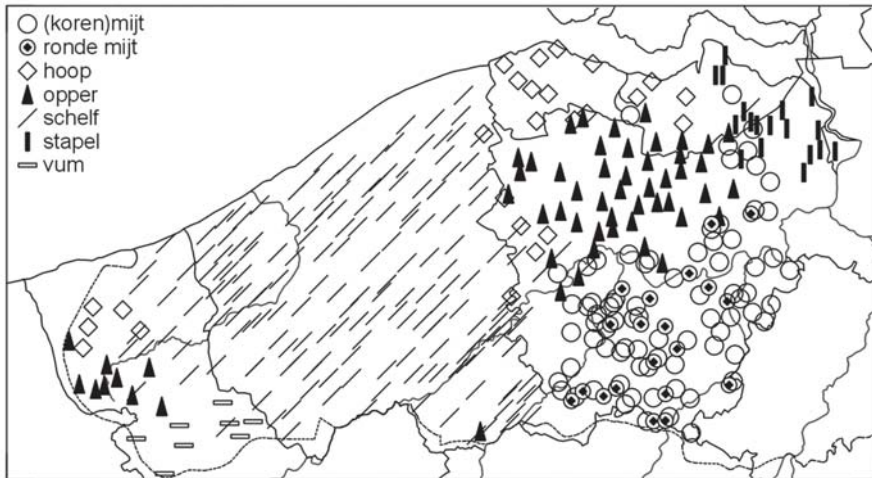 (koren)mijt
ronde mijt
hoop
opper
schelf
stapel
vum